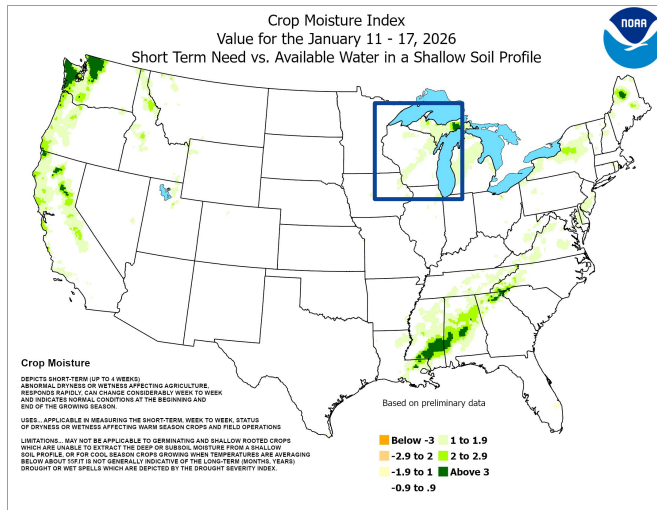 Crop Moisture Index
Value for the January 11 - 17, 2026
Short Term Need vs. Available Water in a Shallow Soil Profile
NOAA
Crop Moisture
DEPICTS SHORT-TERM (UP TO 4 WEEKS)
ABNORMAL DRYNESS OR WETNESS AFFECTING AGRICULTURE,
RESPONDS RAPIDLY, CAN CHANGE CONSIDERABLY WEEK TO WEEK
AND INDICATES NORMAL CONDITIONS AT THE BEGINNING AND
END OF THE GROWING SEASON.
USES... APPLICABLE IN MEASURING THE SHORT-TERM, WEEK TO WEEK, STATUS
OF DRYNESS OR WETNESS AFFECTING WARM SEASON CROPS AND FIELD OPERATIONS
LIMITATIONS... MAY NOT BE APPLICABLE TO GERMINATING AND SHALLOW ROOTED CROPS
WHICH ARE UNABLE TO EXTRACT THE DEEP OR SUBSOIL MOISTURE FROM A SHALLOW
SOIL PROFILE, OR FOR COOL SEASON CROPS GROWING WHEN TEMPERATURES ARE AVERAGING
BELOW ABOUT 55F.IT IS NOT GENERALLY INDICATIVE OF THE LONG-TERM (MONTHS, YEARS)
DROUGHT OR WET SPELLS WHICH ARE DEPICTED BY THE DROUGHT SEVERITY INDEX.
Based on preliminary data
Below -3
-2.9 to 2
-1.9 to 1
-0.9 to .9
1 to 1.9
2 to 2.9
Above 3